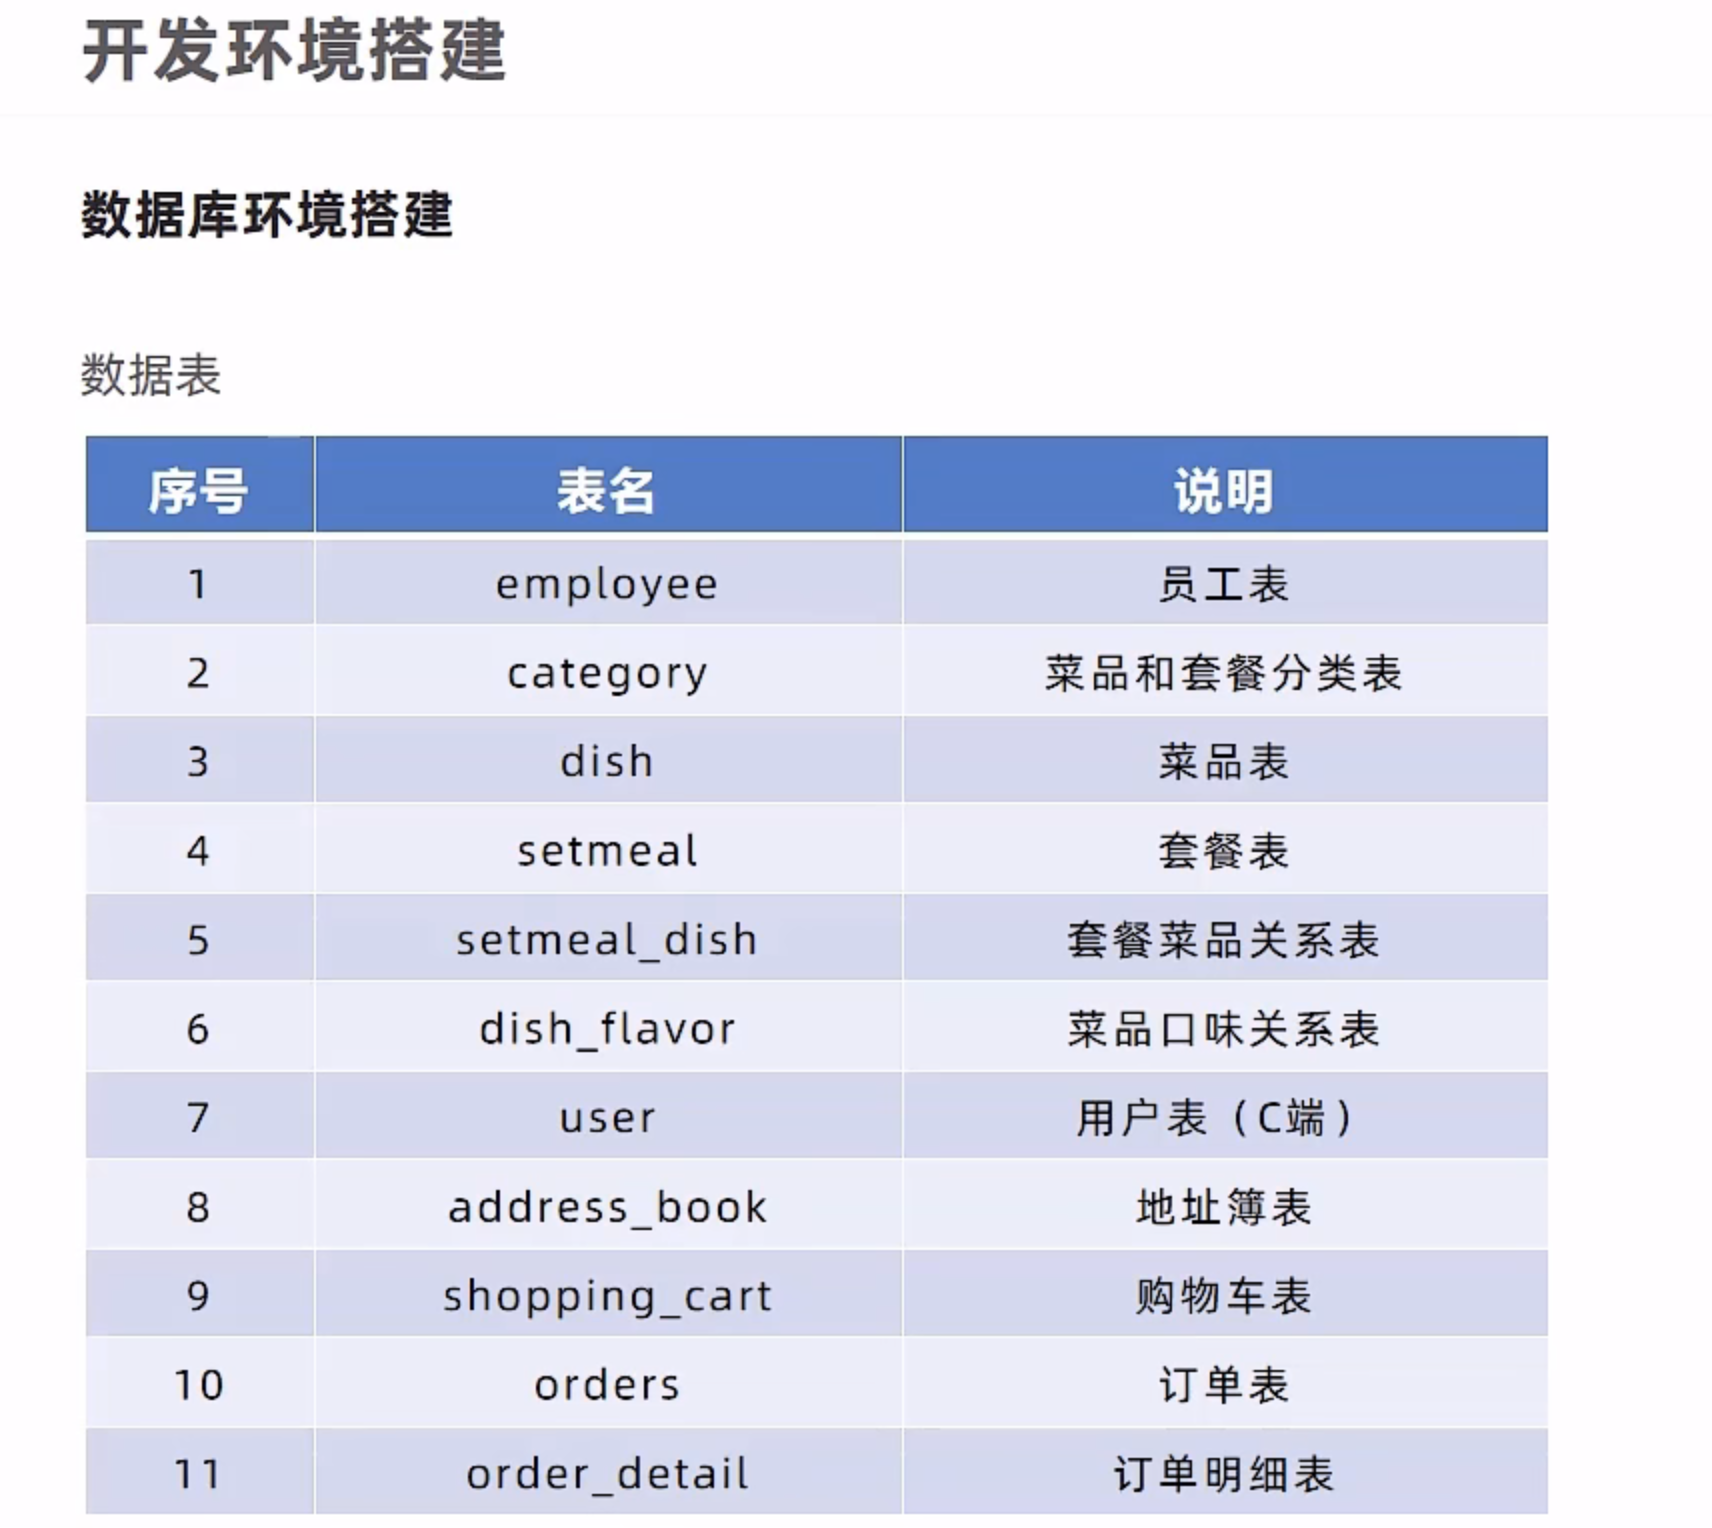 开发环境搭建
数据库环境搭建
数据表
序号 表名 说明
1 employee 员工表
2 category 菜品和套餐分类表
3 dish 菜品表
4 setmeal 套餐表
5 setmeal_dish 套餐菜品关系表
6 dish_flavor 菜品口味关系表
7 user 用户表（C端）
8 address_book 地址簿表
9 shopping_cart 购物车表
10 orders 订单表
11 order_detail 订单明细表